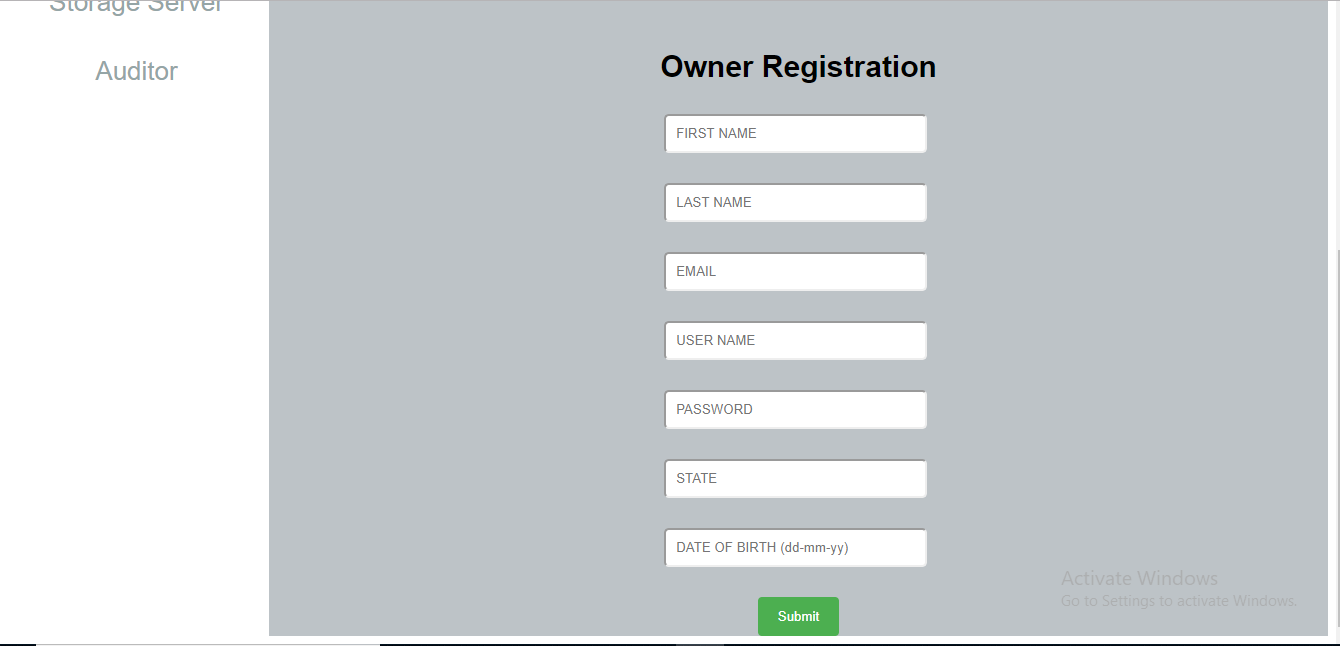 Storage Server
Auditor
Owner Registration
FIRST NAME
LAST NAME
EMAIL
USER NAME
PASSWORD
STATE
DATE OF BIRTH (dd-mm-yy)
Submit
Activate Windows
Go to Settings to activate Windows.